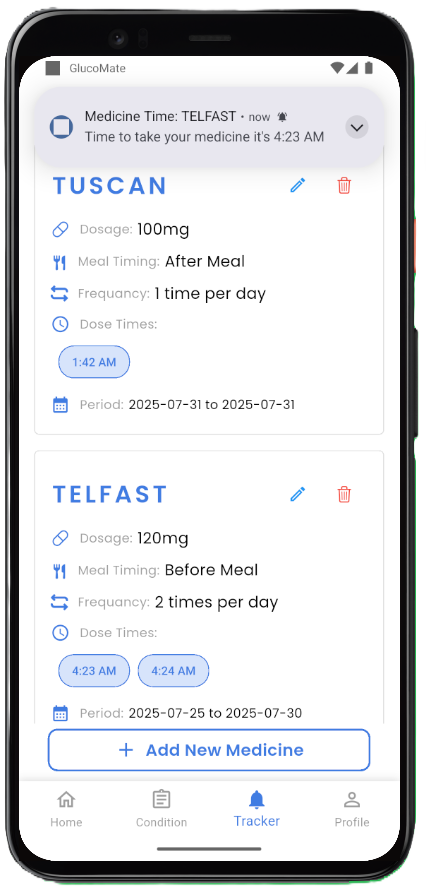 GlucoMate
Medicine Time: TELFAST • now
Time to take your medicine it's 4:23 AM
TUSCAN
Dosage: 100mg
Meal Timing: After Meal
Frequancy: 1 time per day
Dose Times:
1:42 AM
Period: 2025-07-31 to 2025-07-31
TELFAST
Dosage: 120mg
Meal Timing: Before Meal
Frequancy: 2 times per day
Dose Times:
4:23 AM 4:24 AM
Period: 2025-07-25 to 2025-07-30
+ Add New Medicine
Home Condition Tracker Profile